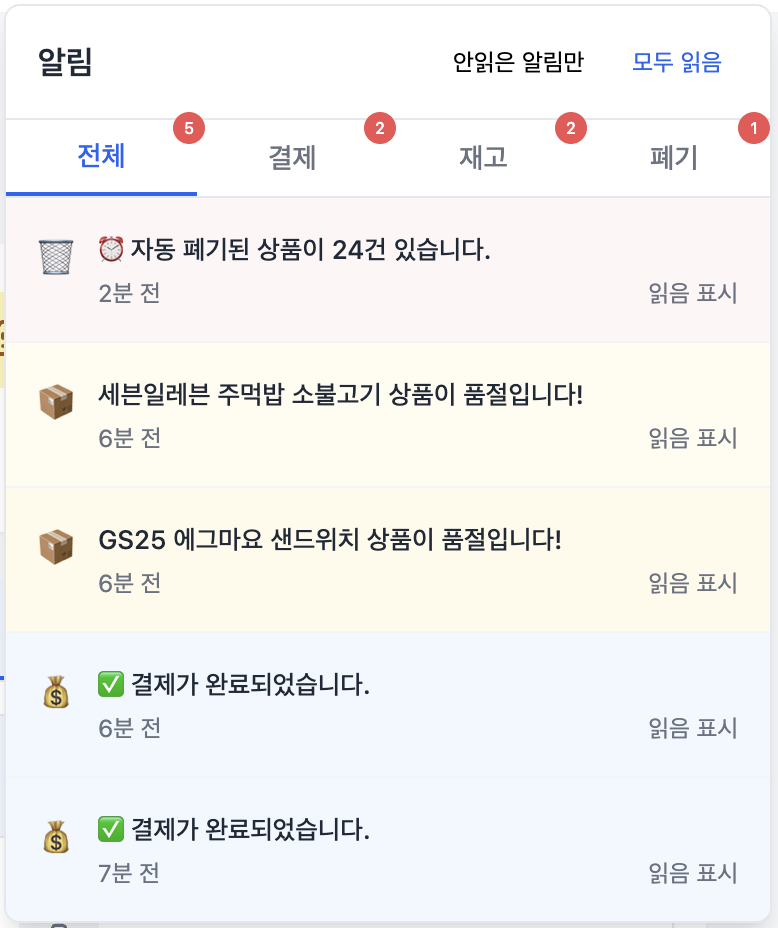 알림 안읽은 알림만 모두 읽음
전체 5 결제 2 재고 2 폐기 1
⏰ 자동 폐기된 상품이 24건 있습니다.
2분 전 읽음 표시
세븐일레븐 주먹밥 소불고기 상품이 품절입니다!
6분 전 읽음 표시
GS25 에그마요 샌드위치 상품이 품절입니다!
6분 전 읽음 표시
✅ 결제가 완료되었습니다.
6분 전 읽음 표시
✅ 결제가 완료되었습니다.
7분 전 읽음 표시